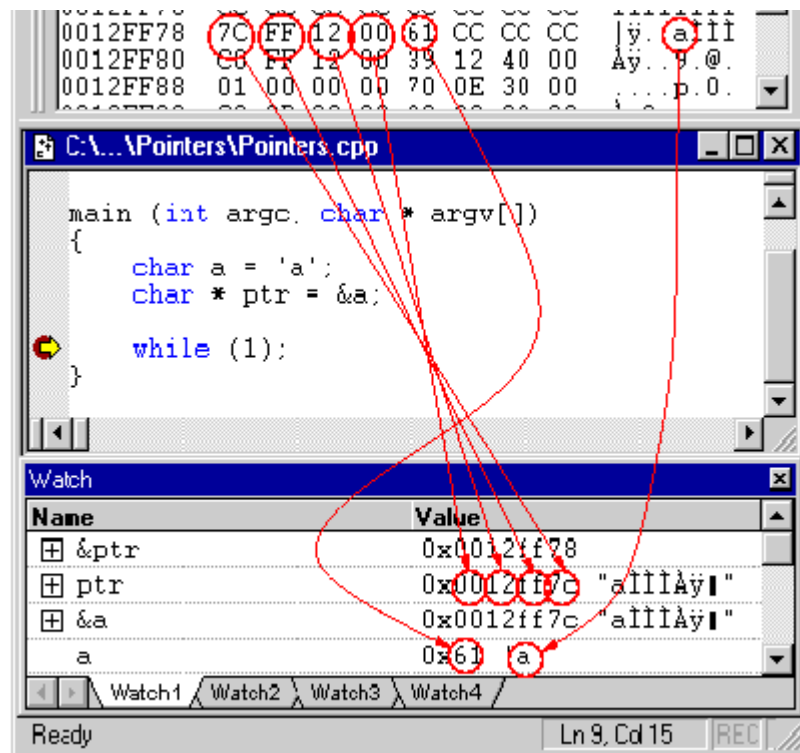 0012FF78 7C FF 12 00 61 CC CC CC |ÿ..aÌÌÌ
0012FF80 C0 FF 12 00 39 12 40 00 Àÿ..9.@.
0012FF88 01 00 00 00 70 0E 30 00 ....p.0.
C:\...\Pointers\Pointers.cpp
main (int argc, char * argv[])
{
char a = 'a';
char * ptr = &a;
while (1);
}
Watch
Name Value
&ptr 0x0012ff78
ptr 0x0012ff7c "aÌÌÌÀÿ▮"
&a 0x0012ff7c "aÌÌÌÀÿ▮"
a 0x61 'a'
Watch1 Watch2 Watch3 Watch4
Ready Ln 9, Col 15 REC